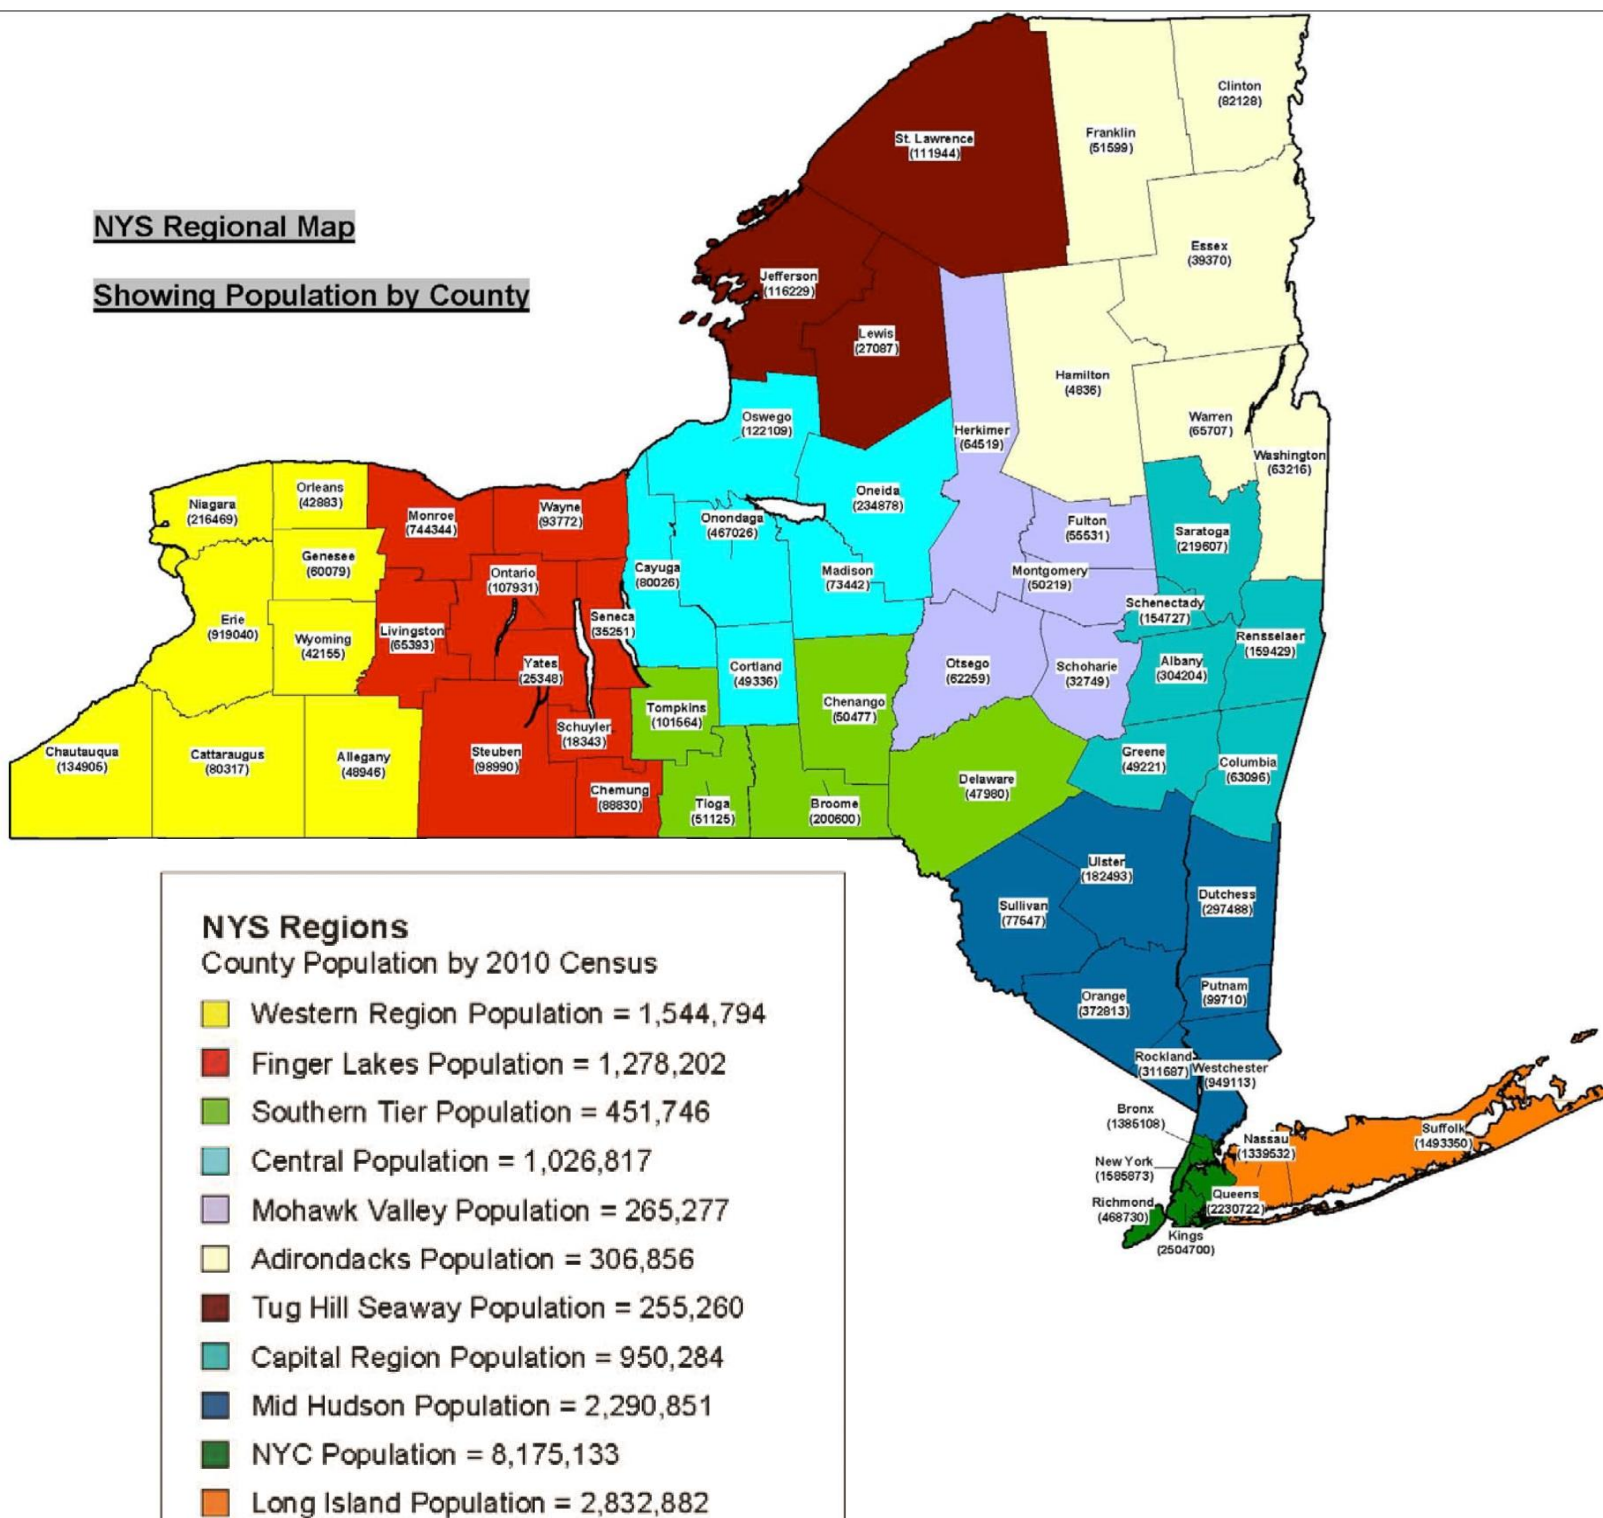 NYS Regional Map
Showing Population by County
Clinton
(82128)
Franklin
(51599)
St. Lawrence
(111944)
Essex
(39370)
Jefferson
(116229)
Lewis
(27087)
Hamilton
(4836)
Warren
(65707)
Washington
(63216)
Oswego
(122109)
Herkimer
(64519)
Oneida
(234878)
Orleans
(42883)
Niagara
(216469)
Monroe
(744344)
Wayne
(93772)
Onondaga
(467026)
Fulton
(55531)
Saratoga
(219607)
Genesee
(60079)
Ontario
(107931)
Cayuga
(80026)
Madison
(73442)
Montgomery
(50219)
Schenectady
(154727)
Erie
(919040)
Wyoming
(42155)
Livingston
(65393)
Seneca
(35251)
Rensselaer
(159429)
Yates
(25348)
Cortland
(49336)
Otsego
(62259)
Schoharie
(32749)
Albany
(304204)
Tompkins
(101564)
Chenango
(50477)
Schuyler
(18343)
Chautauqua
(134905)
Cattaraugus
(80317)
Allegany
(48946)
Steuben
(98990)
Greene
(49221)
Columbia
(63096)
Chemung
(88830)
Tioga
(51125)
Broome
(200600)
Delaware
(47980)
Ulster
(182493)
Sullivan
(77547)
Dutchess
(297488)
Orange
(372813)
Putnam
(99710)
Rockland
(311687)
Westchester
(949113)
Bronx
(1385108)
New York
(1585873)
Richmond
(468730)
Kings
(2504700)
Queens
(2230722)
Nassau
(1339532)
Suffolk
(1493350)
NYS Regions
County Population by 2010 Census
Western Region Population = 1,544,794
Finger Lakes Population = 1,278,202
Southern Tier Population = 451,746
Central Population = 1,026,817
Mohawk Valley Population = 265,277
Adirondacks Population = 306,856
Tug Hill Seaway Population = 255,260
Capital Region Population = 950,284
Mid Hudson Population = 2,290,851
NYC Population = 8,175,133
Long Island Population = 2,832,882